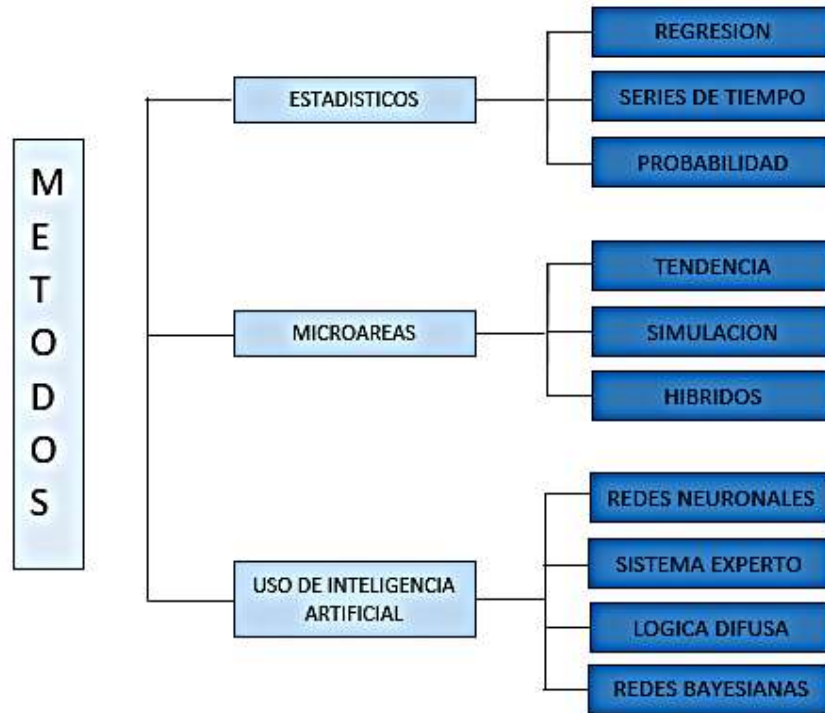 METODOS
ESTADISTICOS
REGRESION
SERIES DE TIEMPO
PROBABILIDAD
MICROAREAS
TENDENCIA
SIMULACION
HIBRIDOS
USO DE INTELIGENCIA
ARTIFICIAL
REDES NEURONALES
SISTEMA EXPERTO
LOGICA DIFUSA
REDES BAYESIANAS